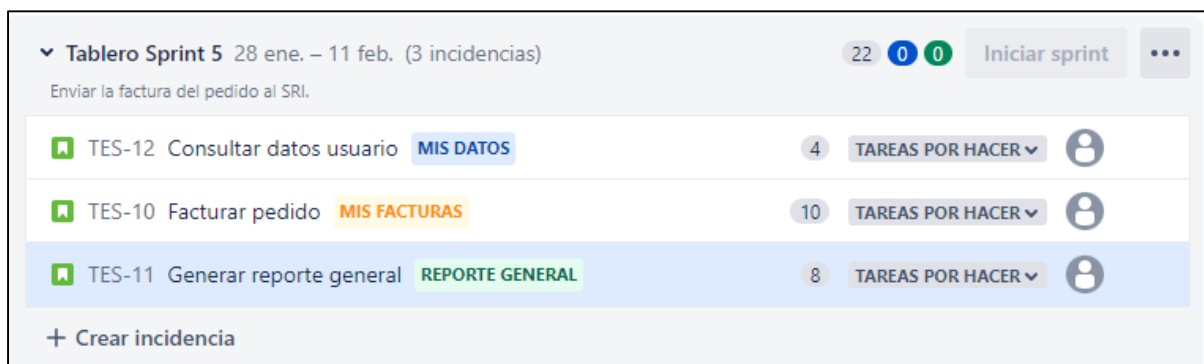 Tablero Sprint 5 28 ene. – 11 feb. (3 incidencias) 22 0 0 Iniciar sprint
Enviar la factura del pedido al SRI.
TES-12 Consultar datos usuario MIS DATOS 4 TAREAS POR HACER
TES-10 Facturar pedido MIS FACTURAS 10 TAREAS POR HACER
TES-11 Generar reporte general REPORTE GENERAL 8 TAREAS POR HACER
+ Crear incidencia